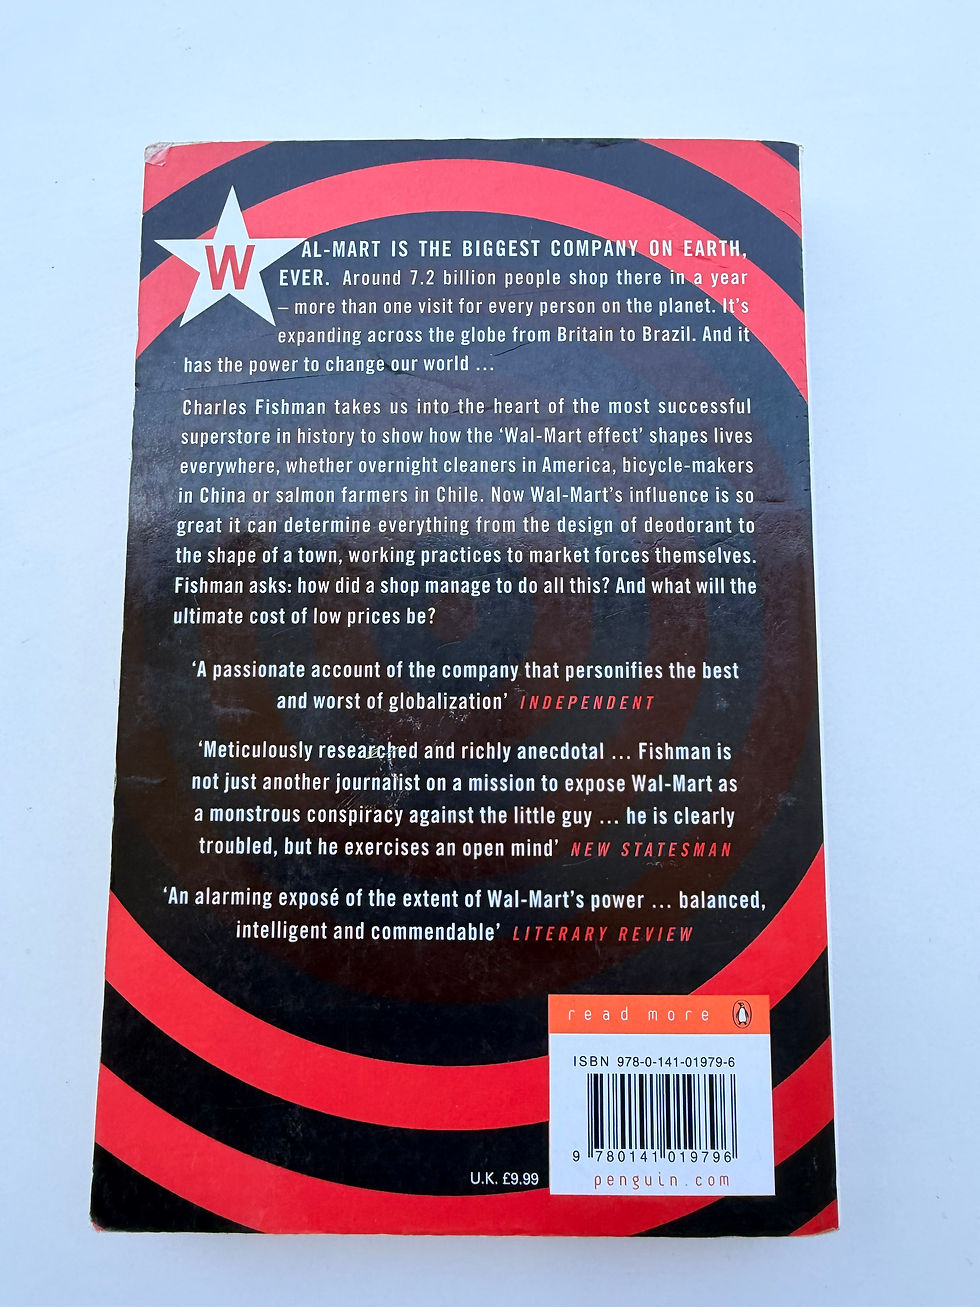 WAL-MART IS THE BIGGEST COMPANY ON EARTH,
EVER. Around 7.2 billion people shop there in a year
– more than one visit for every person on the planet. It's
expanding across the globe from Britain to Brazil. And it
has the power to change our world ...
Charles Fishman takes us into the heart of the most successful
superstore in history to show how the 'Wal-Mart effect' shapes lives
everywhere, whether overnight cleaners in America, bicycle-makers
in China or salmon farmers in Chile. Now Wal-Mart's influence is so
great it can determine everything from the design of deodorant to
the shape of a town, working practices to market forces themselves.
Fishman asks: how did a shop manage to do all this? And what will the
ultimate cost of low prices be?
'A passionate account of the company that personifies the best
and worst of globalization' INDEPENDENT
'Meticulously researched and richly anecdotal ... Fishman is
not just another journalist on a mission to expose Wal-Mart as
a monstrous conspiracy against the little guy ... he is clearly
troubled, but he exercises an open mind' NEW STATESMAN
'An alarming exposé of the extent of Wal-Mart's power ... balanced,
intelligent and commendable' LITERARY REVIEW
read more
ISBN 978-0-141-01979-6
9 780141 019796
penguin.com
U.K. £9.99